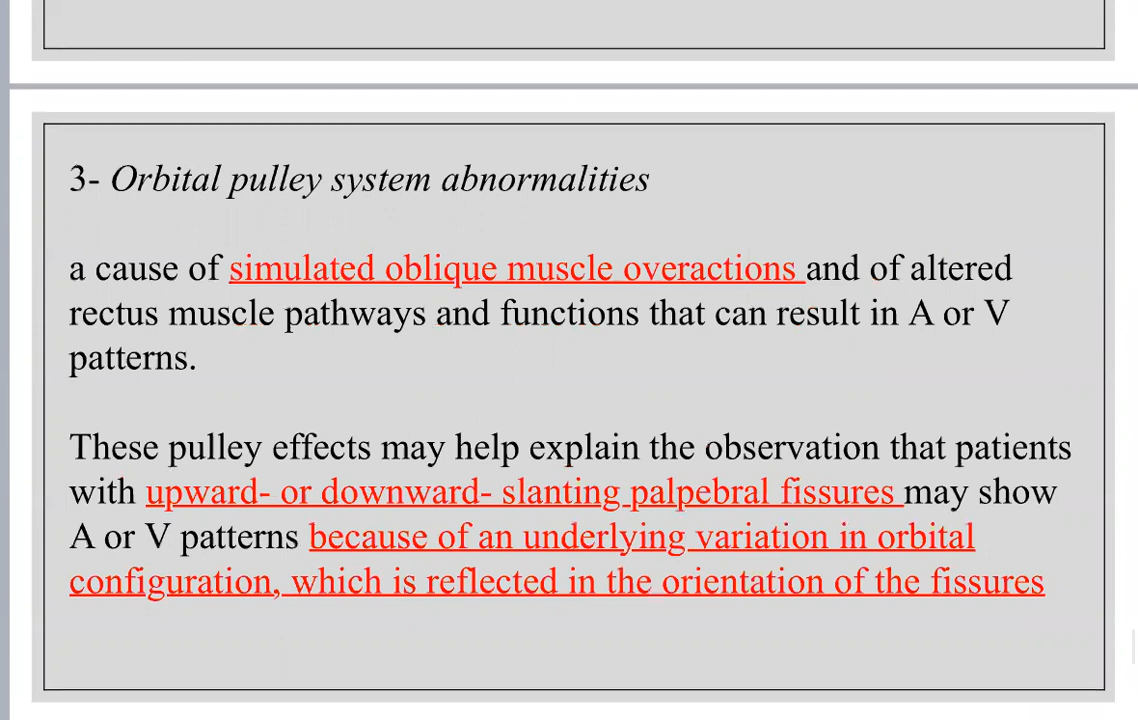 3- Orbital pulley system abnormalities
a cause of simulated oblique muscle overactions and of altered
rectus muscle pathways and functions that can result in A or V
patterns.
These pulley effects may help explain the observation that patients
with upward- or downward- slanting palpebral fissures may show
A or V patterns because of an underlying variation in orbital
configuration, which is reflected in the orientation of the fissures